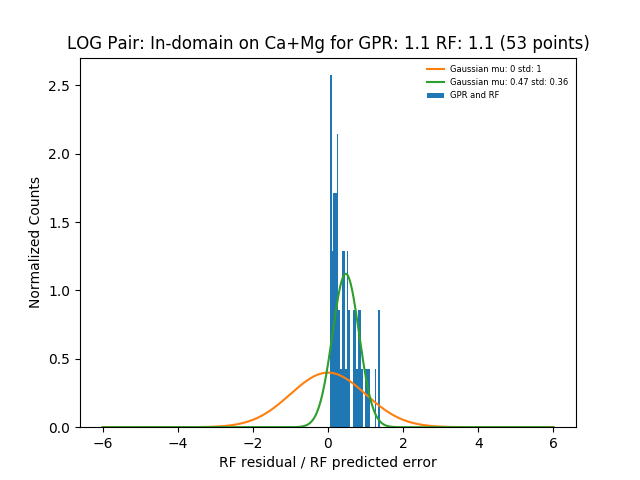 LOG Pair: In-domain on Ca+Mg for GPR: 1.1 RF: 1.1 (53 points)
Gaussian mu: 0 std: 1
Gaussian mu: 0.47 std: 0.36
GPR and RF
Normalized Counts
2.5
2.0
1.5
1.0
0.5
0.0
−6 −4 −2 0 2 4 6
RF residual / RF predicted error